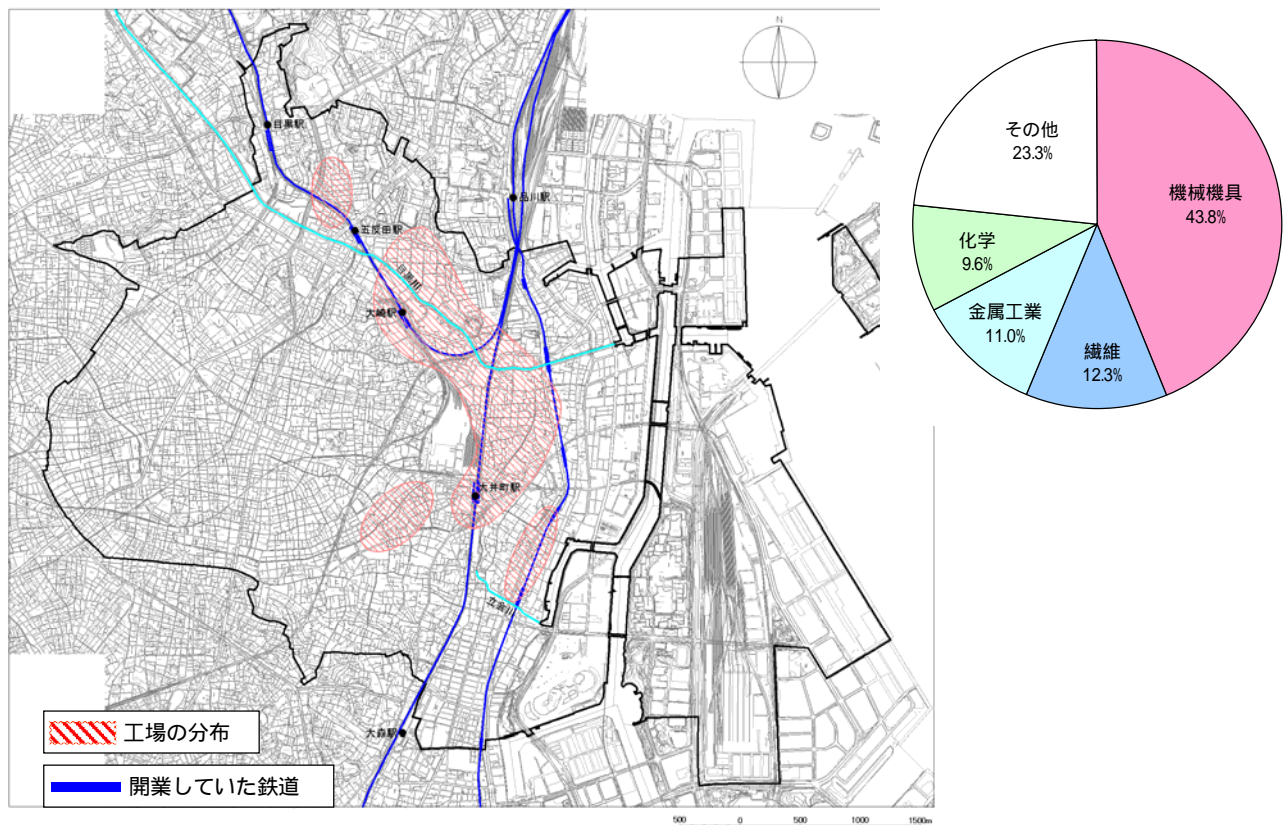 N
目黒駅
品川駅
五反田駅
目黒川
大崎駅
大井町駅
立会川
大森駅
工場の分布
開業していた鉄道
500 0 500 1000 1500m
その他
23.3%
機械機具
43.8%
化学
9.6%
金属工業
11.0%
繊維
12.3%